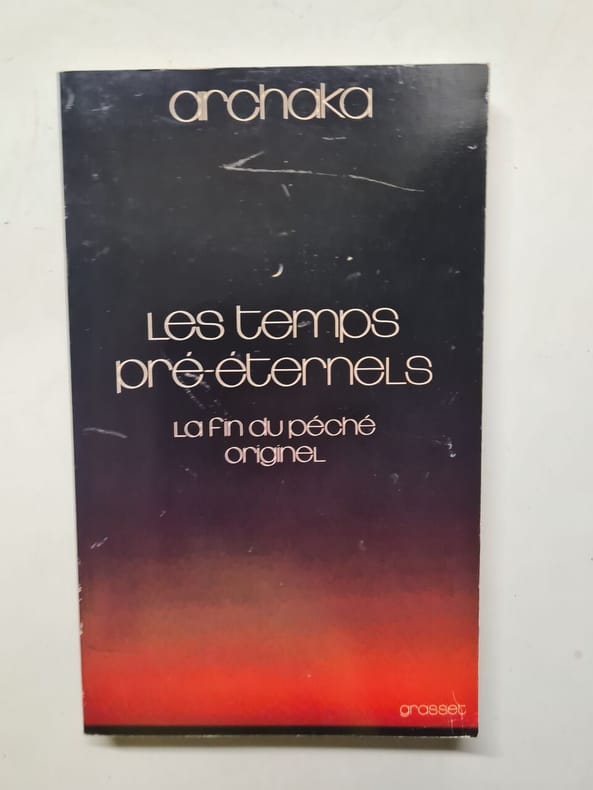 archaka
Les temps
pré-éternels
La fin du péché
originel
grasset